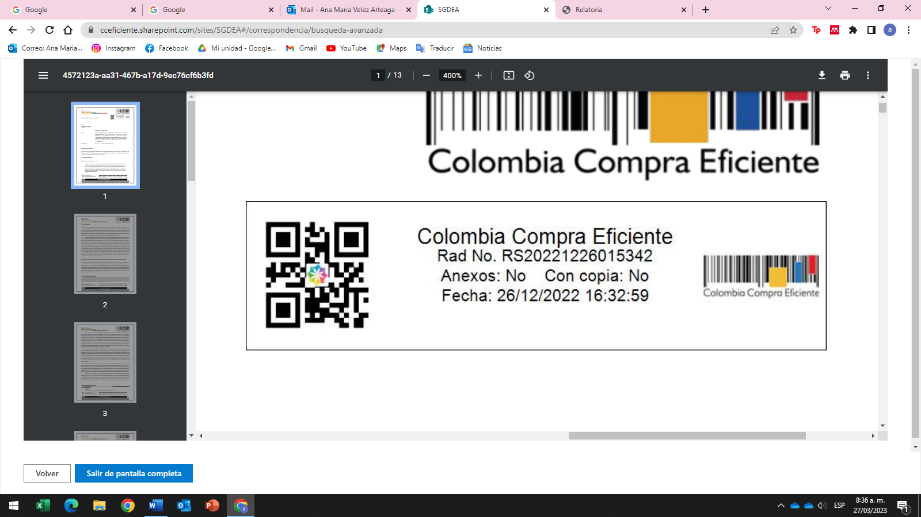 Google
Google
Mail - Ana Maria Velez Arteaga -
SGDEA
Relatoria
cceficiente.sharepoint.com/sites/SGDEA#/correspondencia/busqueda-avanzada
Correo: Ana Maria...
Instagram
Facebook
Mi unidad - Google...
Gmail
YouTube
Maps
Traducir
Noticias
4572123a-aa31-467b-a17d-9ec76cf6b3fd
1 / 13
400%
Colombia Compra Eficiente
Colombia Compra Eficiente
Rad No. RS20221226015342
Anexos: No Con copia: No
Fecha: 26/12/2022 16:32:59
Colombia Compra Eficiente
1
2
3
Volver
Salir de pantalla completa
ESP
8:36 a. m.
27/03/2023